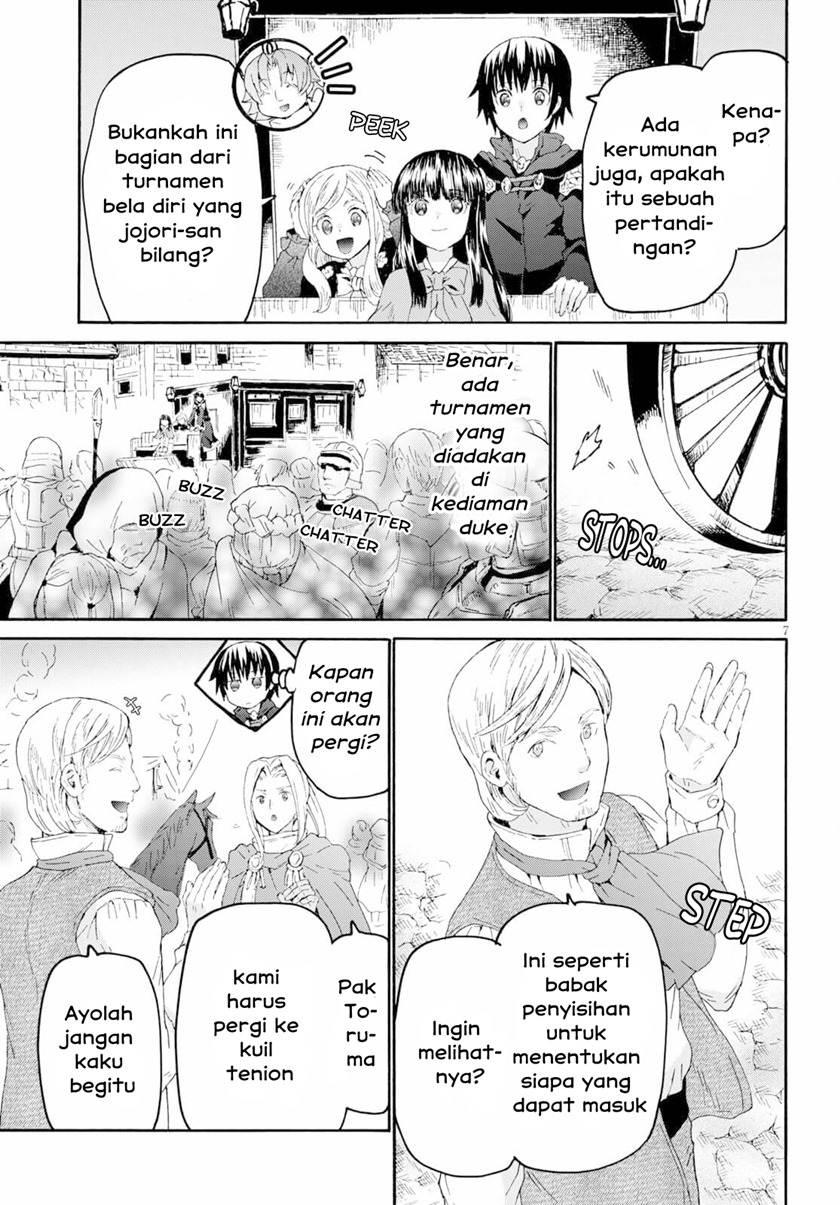 Kena-
pa?
Ada
kerumunan
juga, apakah
itu sebuah
pertandi-
ngan?
PEEK
Bukankah ini
bagian dari
turnamen
bela diri yang
jojori-san
bilang?
STOPS...
Benar,
ada
turnamen
yang
diadakan
di
kediaman
duke.
BUZZ
BUZZ
CHATTER
CHATTER
7
STEP
Ini seperti
babak
penyisihan
untuk
menentukan
siapa yang
dapat masuk
Ingin
melihat-
nya?
Kapan
orang
ini akan
pergi?
Pak
To-
ru-
ma
kami
harus
pergi ke
kuil
tenion
Ayolah
jangan
kaku
begitu